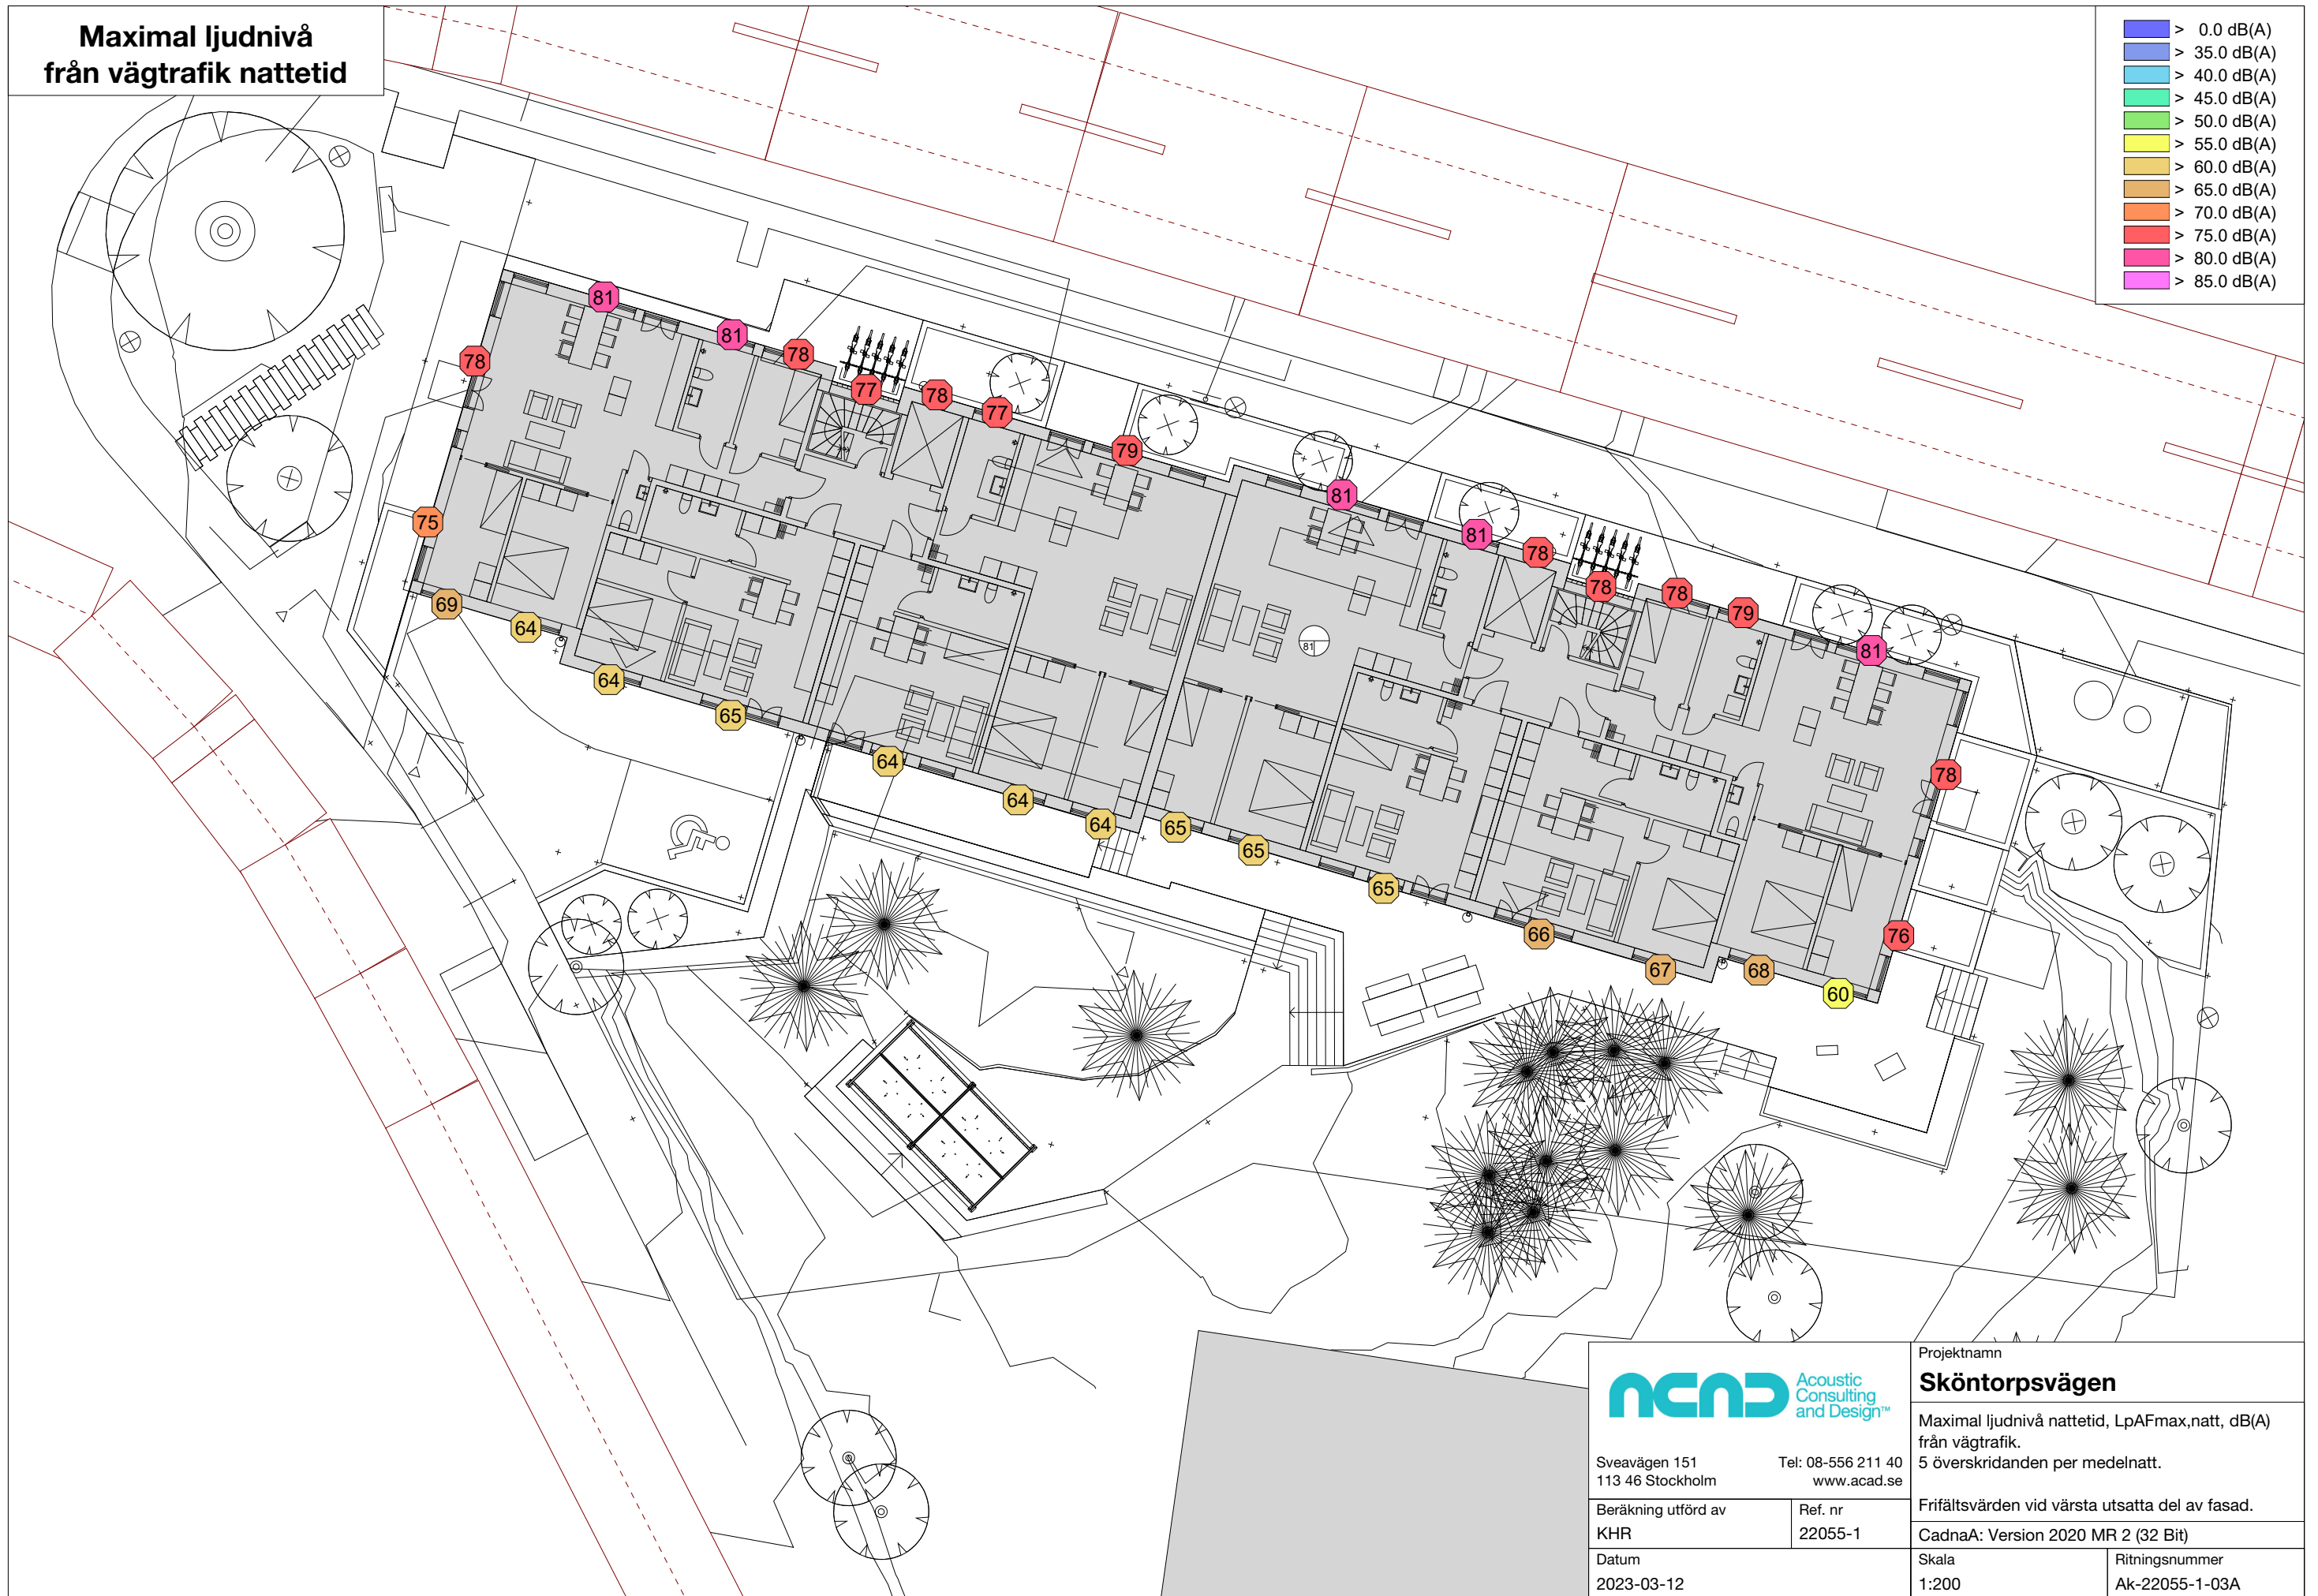 Maximal ljudnivå
från vägtrafik nattetid
> 0.0 dB(A)
> 35.0 dB(A)
> 40.0 dB(A)
> 45.0 dB(A)
> 50.0 dB(A)
> 55.0 dB(A)
> 60.0 dB(A)
> 65.0 dB(A)
> 70.0 dB(A)
> 75.0 dB(A)
> 80.0 dB(A)
> 85.0 dB(A)
81
81
78
78
77
78
77
79
81
81
78
78
78
79
81
78
76
75
69
64
64
65
64
64
64
65
65
65
66
67
68
60
81
ACAD
Acoustic
Consulting
and Design™
Sveavägen 151 Tel: 08-556 211 40
113 46 Stockholm www.acad.se
Beräkning utförd av
KHR
Ref. nr
22055-1
Datum
2023-03-12
Projektnamn
Sköntorpsvägen
Maximal ljudnivå nattetid, LpAFmax,natt, dB(A)
från vägtrafik.
5 överskridanden per medelnatt.
Frifältsvärden vid värsta utsatta del av fasad.
CadnaA: Version 2020 MR 2 (32 Bit)
Skala
1:200
Ritningsnummer
Ak-22055-1-03A